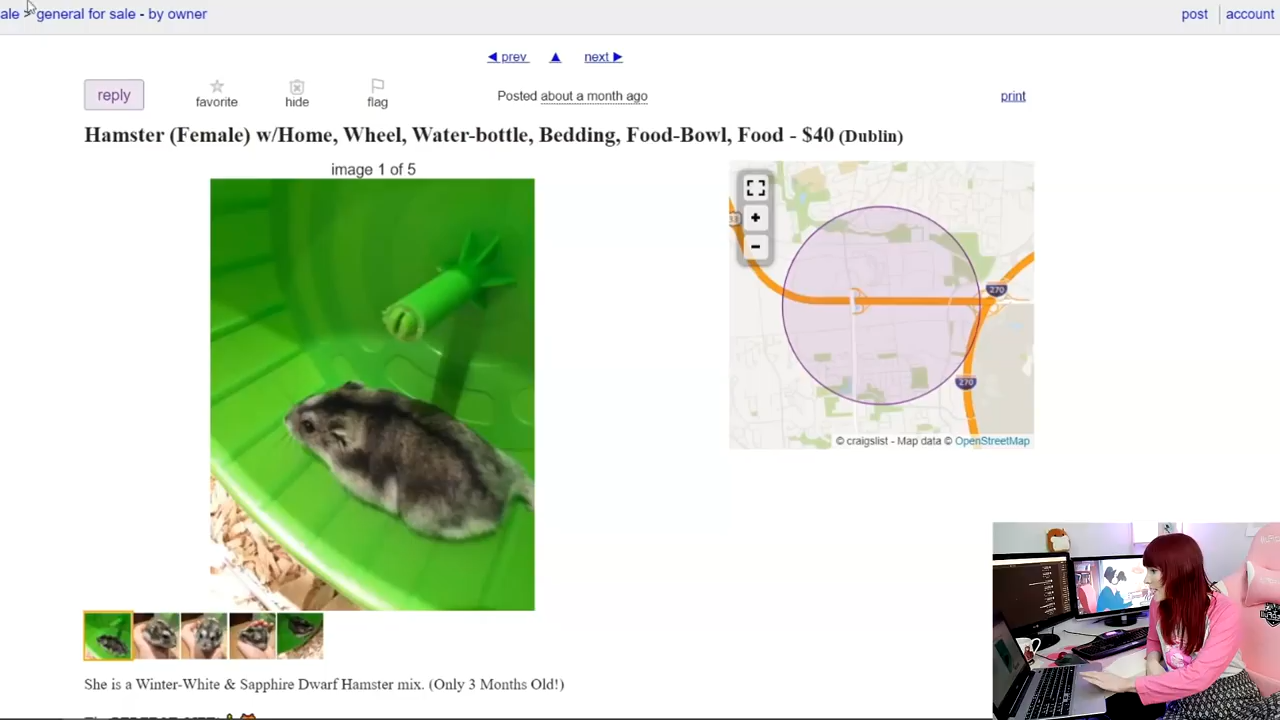 ale > general for sale - by owner
post account
◀ prev ▲ next ▶
reply
favorite
hide
flag
Posted about a month ago
print
Hamster (Female) w/Home, Wheel, Water-bottle, Bedding, Food-Bowl, Food - $40 (Dublin)
image 1 of 5
+
−
33
270
270
© craigslist - Map data © OpenStreetMap
She is a Winter-White & Sapphire Dwarf Hamster mix. (Only 3 Months Old!)